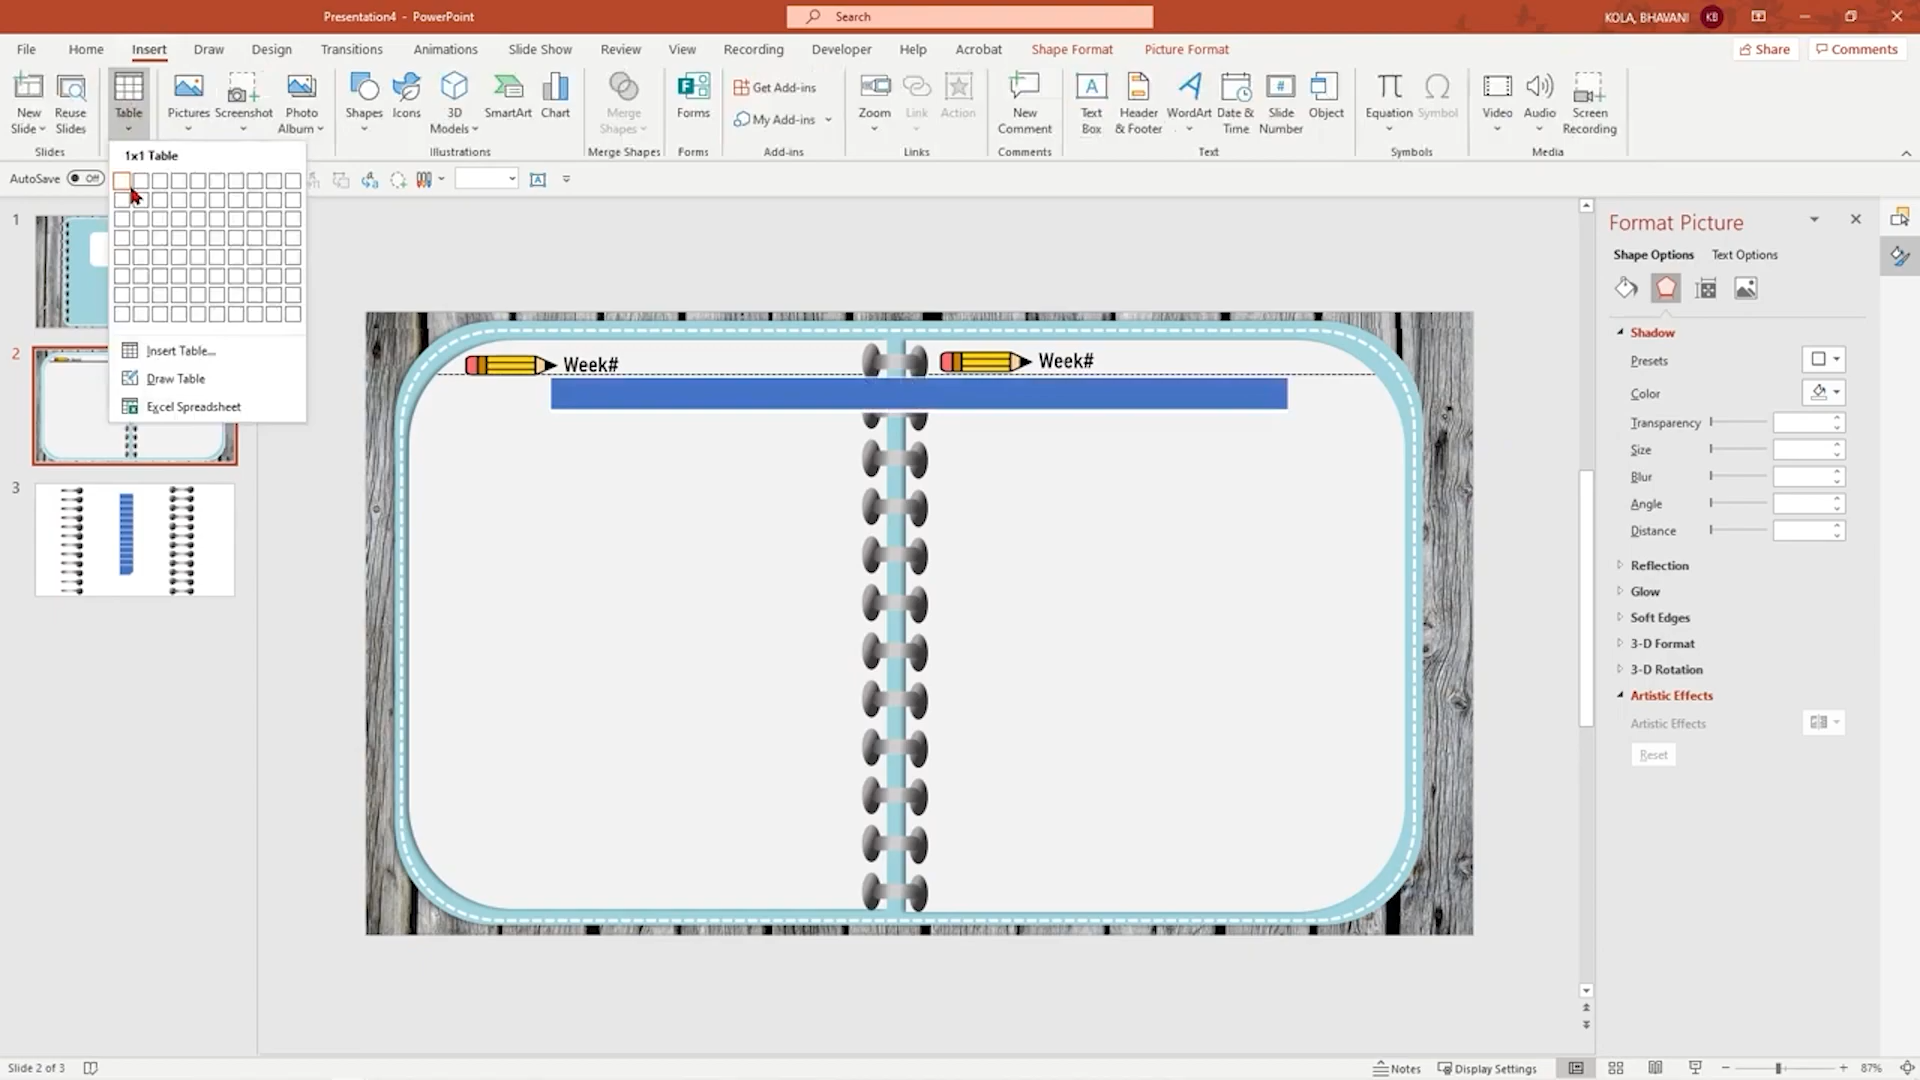 Presentation4 - PowerPoint
Search
KOLA, BHAVANI KB
File Home Insert Draw Design Transitions Animations Slide Show Review View Recording Developer Help Acrobat Shape Format Picture Format Share Comments
New Slide
Reuse Slides
Table
Pictures
Screenshot
Photo Album
Shapes
Icons
3D Models
SmartArt
Chart
Merge Shapes
Forms
Get Add-ins
My Add-ins
Zoom
Link
Action
New Comment
Text Box
Header & Footer
WordArt
Date & Time
Slide Number
Object
Equation
Symbol
Video
Audio
Screen Recording
Slides
Illustrations
Merge Shapes
Forms
Add-ins
Links
Comments
Text
Symbols
Media
AutoSave Off
1x1 Table
Insert Table...
Draw Table
Excel Spreadsheet
1
2
3
Week#
Week#
Format Picture
Shape Options Text Options
Shadow
Presets
Color
Transparency
Size
Blur
Angle
Distance
Reflection
Glow
Soft Edges
3-D Format
3-D Rotation
Artistic Effects
Artistic Effects
Reset
Slide 2 of 3
Notes Display Settings 87%